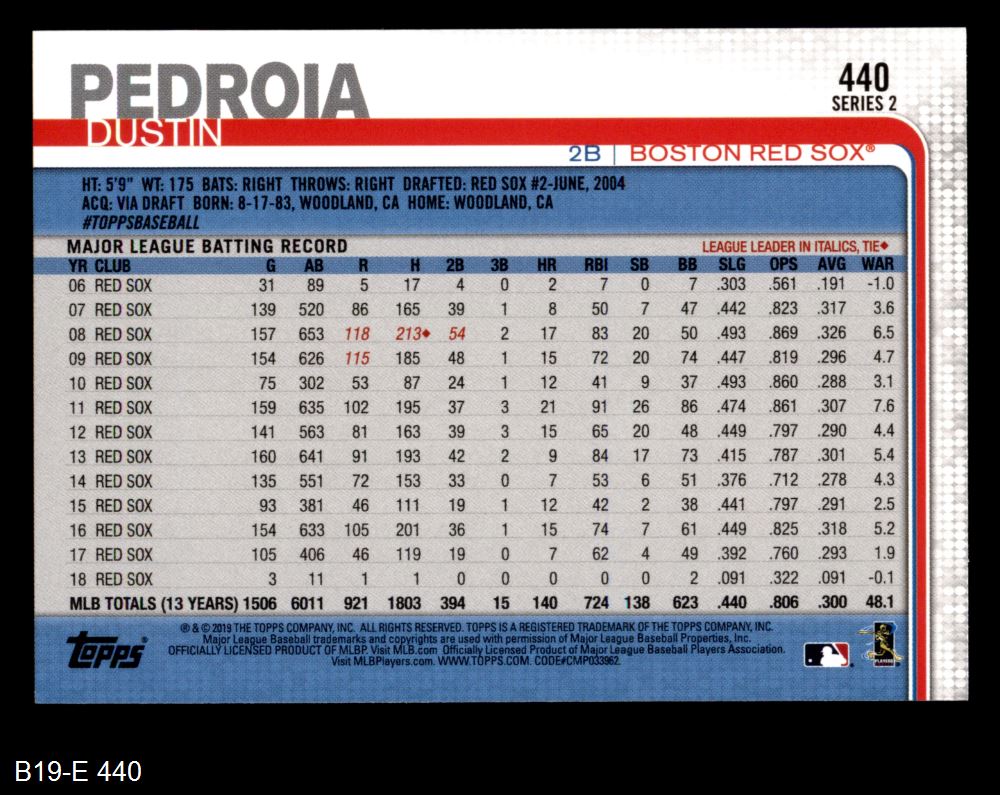 PEDROIA
DUSTIN
440
SERIES 2
2B | BOSTON RED SOX®
HT: 5'9" WT: 175 BATS: RIGHT THROWS: RIGHT DRAFTED: RED SOX #2-JUNE, 2004
ACQ: VIA DRAFT BORN: 8-17-83, WOODLAND, CA HOME: WOODLAND, CA
#TOPPSBASEBALL
MAJOR LEAGUE BATTING RECORD LEAGUE LEADER IN ITALICS, TIE◆
YR CLUB G AB R H 2B 3B HR RBI SB BB SLG OPS AVG WAR
06 RED SOX 31 89 5 17 4 0 2 7 0 7 .303 .561 .191 -1.0
07 RED SOX 139 520 86 165 39 1 8 50 7 47 .442 .823 .317 3.6
08 RED SOX 157 653 118 213◆ 54 2 17 83 20 50 .493 .869 .326 6.5
09 RED SOX 154 626 115 185 48 1 15 72 20 74 .447 .819 .296 4.7
10 RED SOX 75 302 53 87 24 1 12 41 9 37 .493 .860 .288 3.1
11 RED SOX 159 635 102 195 37 3 21 91 26 86 .474 .861 .307 7.6
12 RED SOX 141 563 81 163 39 3 15 65 20 48 .449 .797 .290 4.4
13 RED SOX 160 641 91 193 42 2 9 84 17 73 .415 .787 .301 5.4
14 RED SOX 135 551 72 153 33 0 7 53 6 51 .376 .712 .278 4.3
15 RED SOX 93 381 46 111 19 1 12 42 2 38 .441 .797 .291 2.5
16 RED SOX 154 633 105 201 36 1 15 74 7 61 .449 .825 .318 5.2
17 RED SOX 105 406 46 119 19 0 7 62 4 49 .392 .760 .293 1.9
18 RED SOX 3 11 1 1 0 0 0 0 0 2 .091 .322 .091 -0.1
MLB TOTALS (13 YEARS) 1506 6011 921 1803 394 15 140 724 138 623 .440 .806 .300 48.1
Topps®
® & © 2019 THE TOPPS COMPANY, INC. ALL RIGHTS RESERVED. TOPPS IS A REGISTERED TRADEMARK OF THE TOPPS COMPANY, INC.
Major League Baseball trademarks and copyrights are used with permission of Major League Baseball Properties, Inc.
OFFICIALLY LICENSED PRODUCT OF MLBP. Visit MLB.com Officially Licensed Product of Major League Baseball Players Association.
Visit MLBPlayers.com. WWW.TOPPS.COM. CODE#CMP033962.
B19-E 440